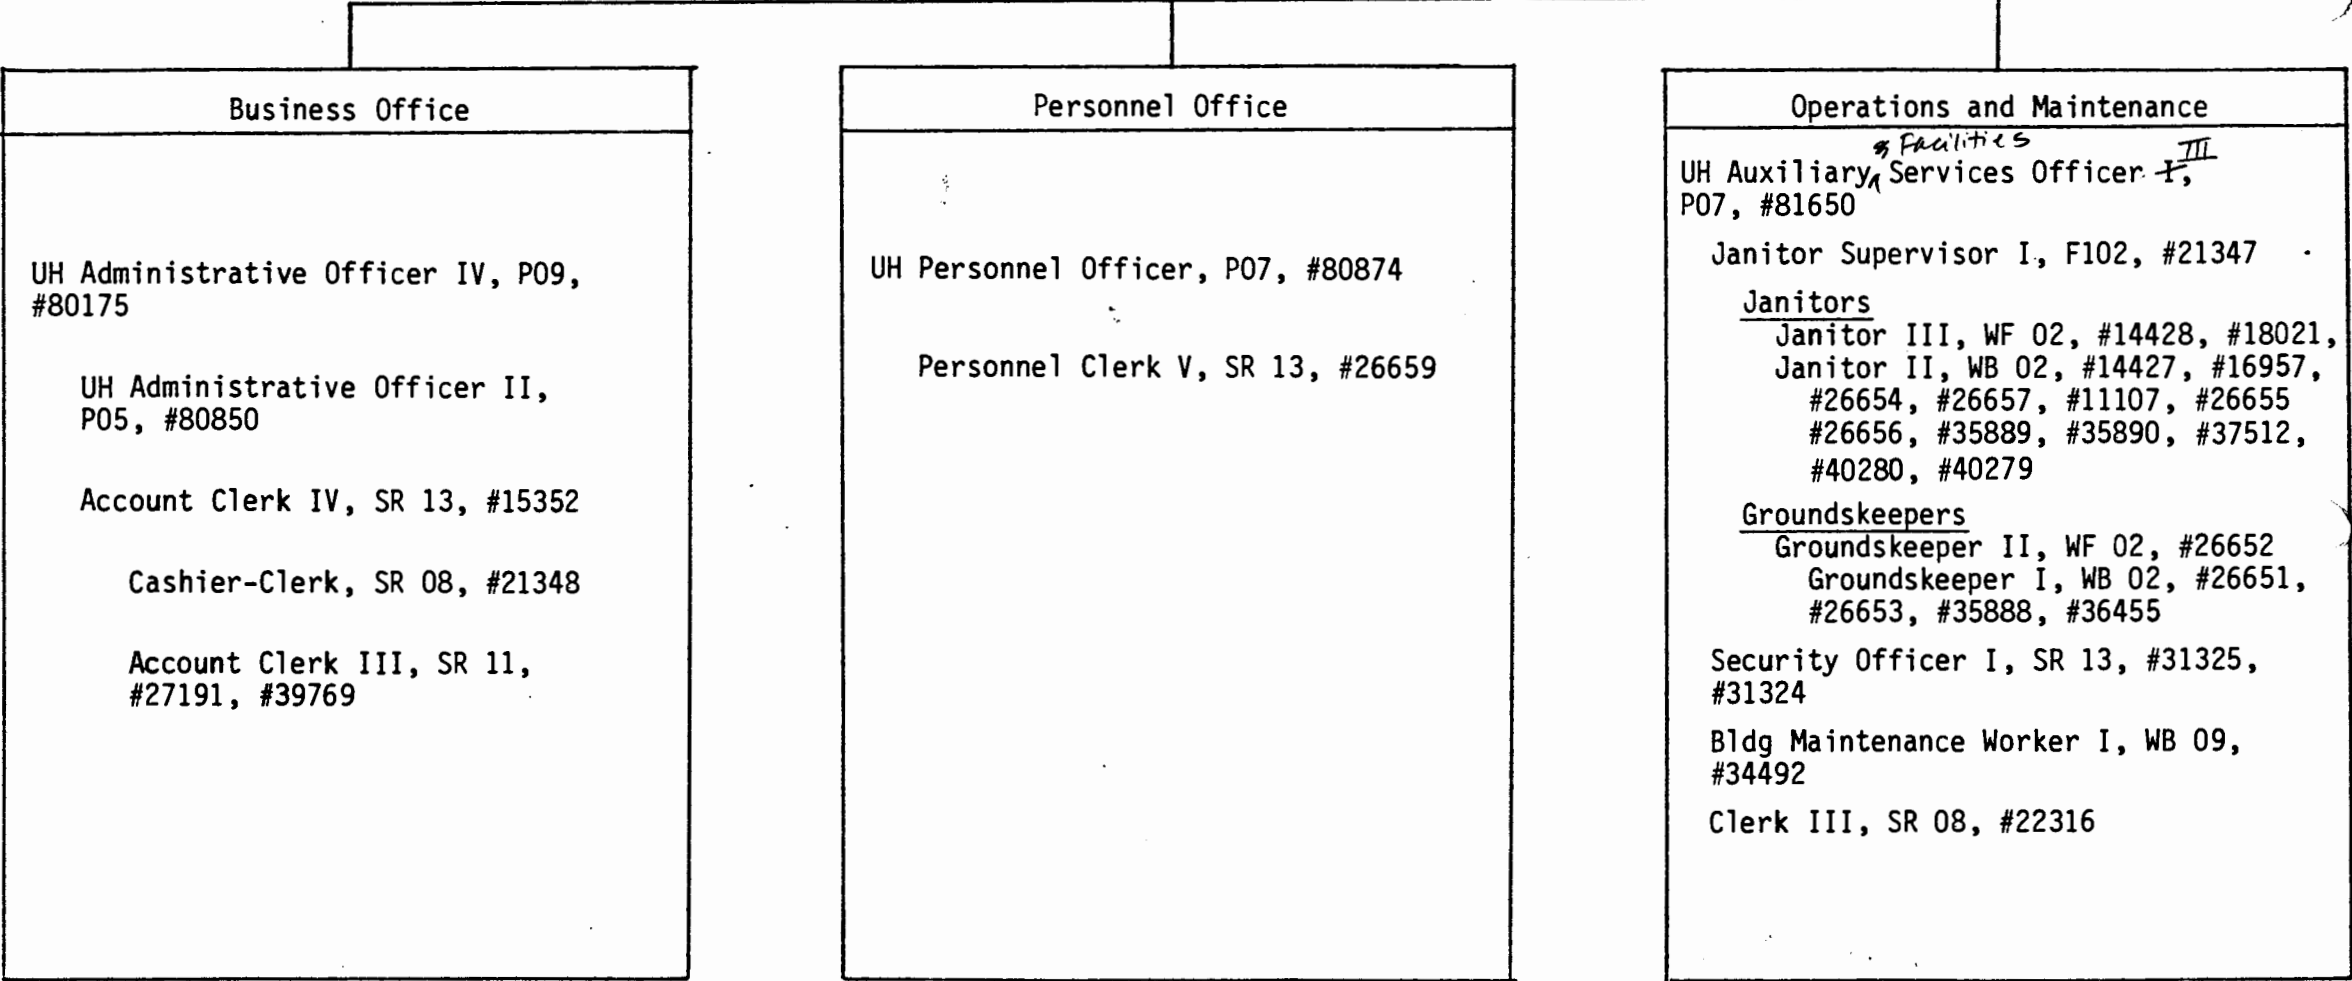 Business Office
UH Administrative Officer IV, P09,
#80175
UH Administrative Officer II,
P05, #80850
Account Clerk IV, SR 13, #15352
Cashier-Clerk, SR 08, #21348
Account Clerk III, SR 11,
#27191, #39769
Personnel Office
UH Personnel Officer, P07, #80874
Personnel Clerk V, SR 13, #26659
Operations and Maintenance
& Facilities
III
UH Auxiliary Services Officer I,
P07, #81650
Janitor Supervisor I, F102, #21347
Janitors
Janitor III, WF 02, #14428, #18021,
Janitor II, WB 02, #14427, #16957,
#26654, #26657, #11107, #26655
#26656, #35889, #35890, #37512,
#40280, #40279
Groundskeepers
Groundskeeper II, WF 02, #26652
Groundskeeper I, WB 02, #26651,
#26653, #35888, #36455
Security Officer I, SR 13, #31325,
#31324
Bldg Maintenance Worker I, WB 09,
#34492
Clerk III, SR 08, #22316